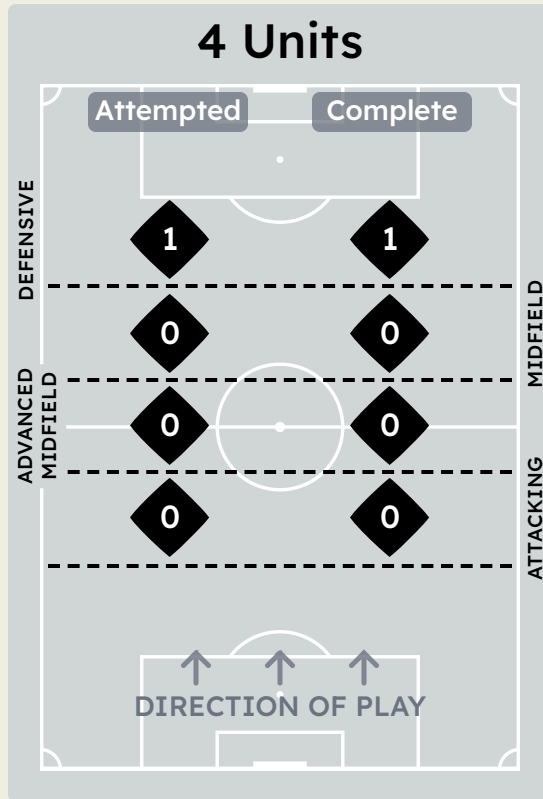 4 Units
Attempted Complete
DEFENSIVE
1 1
MIDFIELD
0 0
ADVANCED
MIDFIELD
0 0
ATTACKING
0 0
DIRECTION OF PLAY